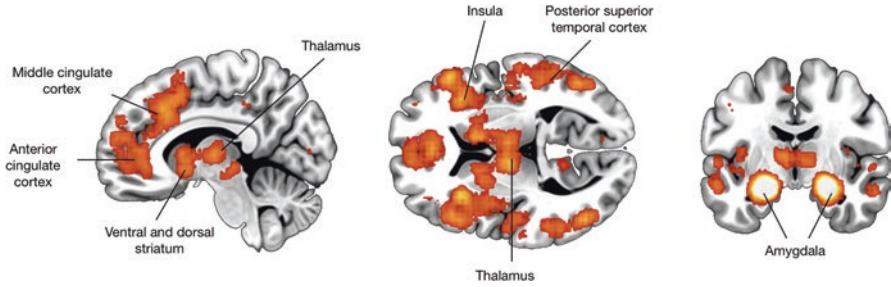 Thalamus
Middle cingulate
cortex
Anterior
cingulate
cortex
Ventral and dorsal
striatum
Insula
Posterior superior
temporal cortex
Thalamus
Amygdala